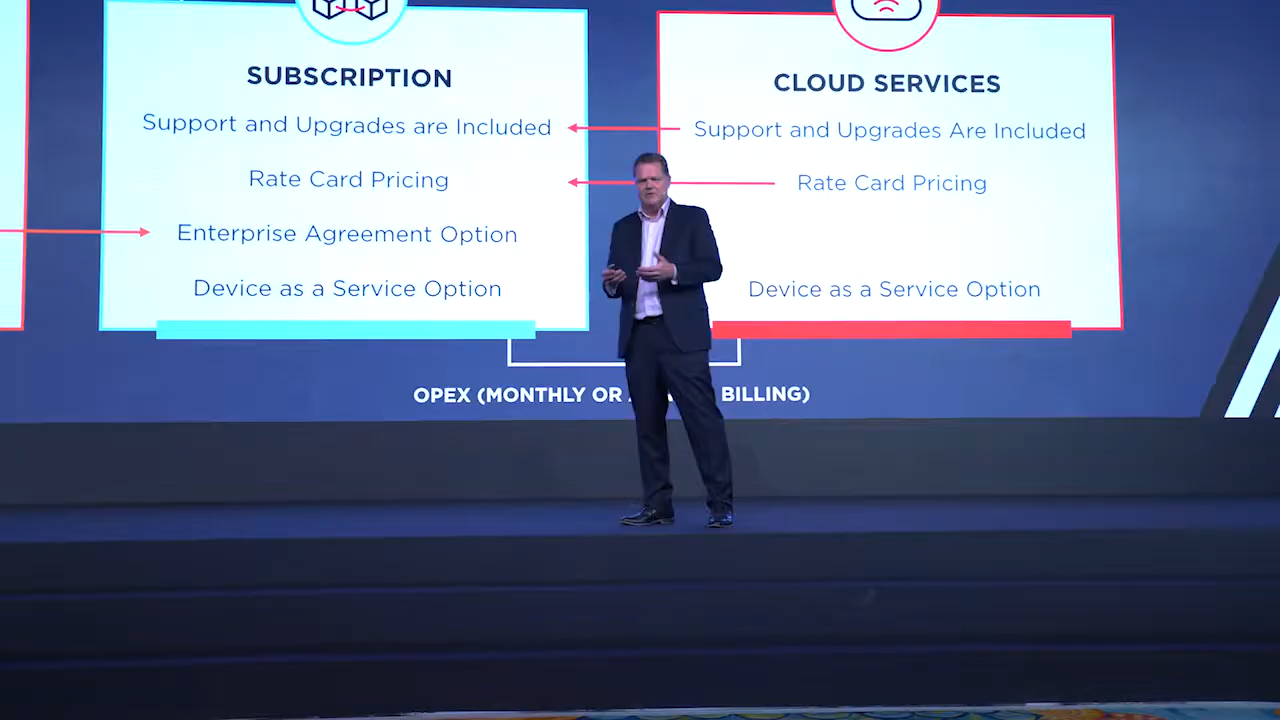 SUBSCRIPTION
Support and Upgrades are Included
Rate Card Pricing
Enterprise Agreement Option
Device as a Service Option
CLOUD SERVICES
Support and Upgrades Are Included
Rate Card Pricing
Device as a Service Option
OPEX (MONTHLY OR BILLING)